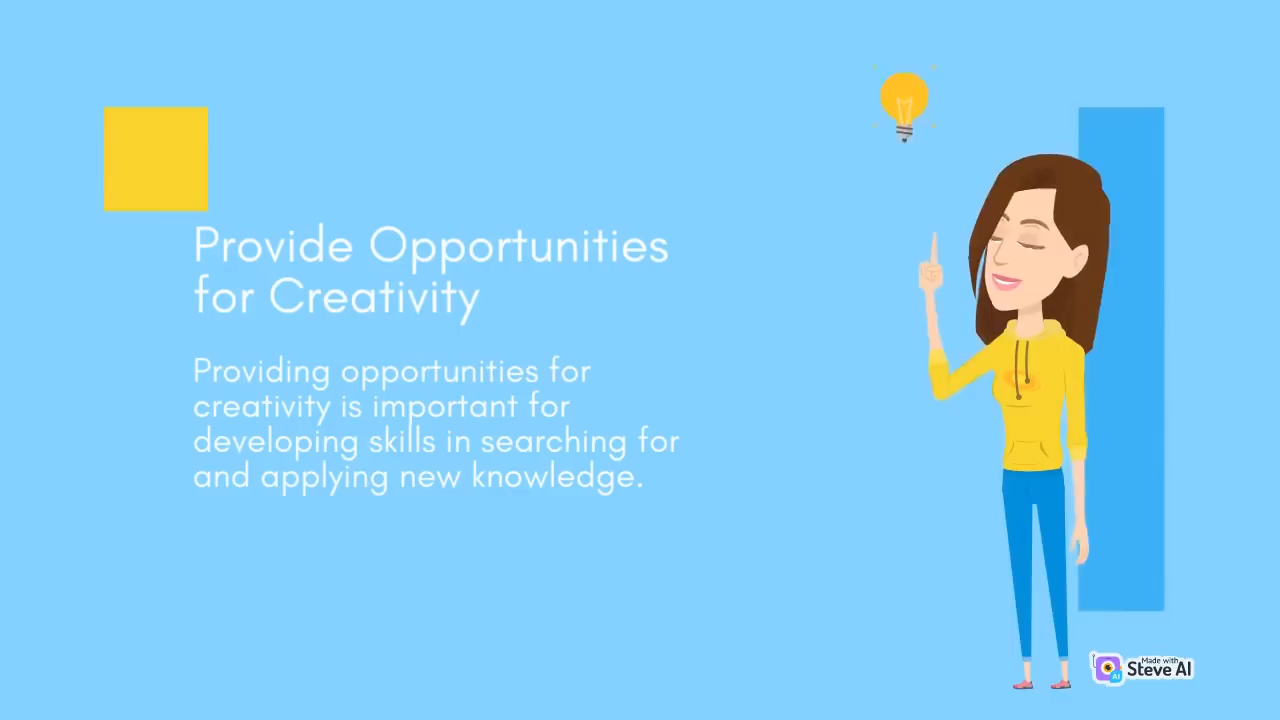 Provide Opportunities
for Creativity
Providing opportunities for
creativity is important for
developing skills in searching for
and applying new knowledge.
Made with
Steve AI
AI